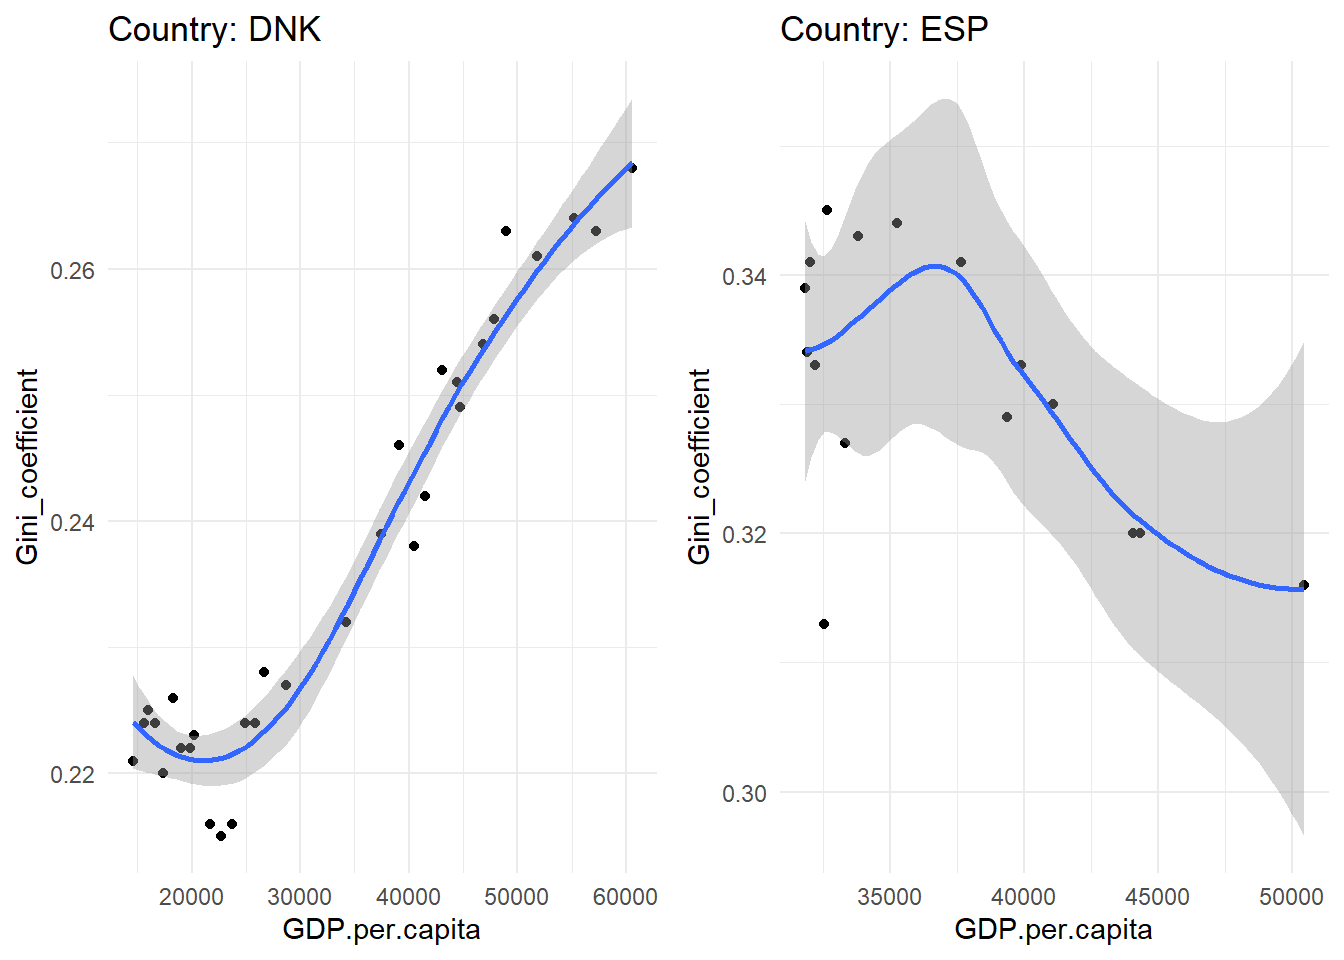 Country: DNK
Gini_coefficient
0.26
0.24
0.22
20000 30000 40000 50000 60000
GDP.per.capita
Country: ESP
Gini_coefficient
0.34
0.32
0.30
35000 40000 45000 50000
GDP.per.capita